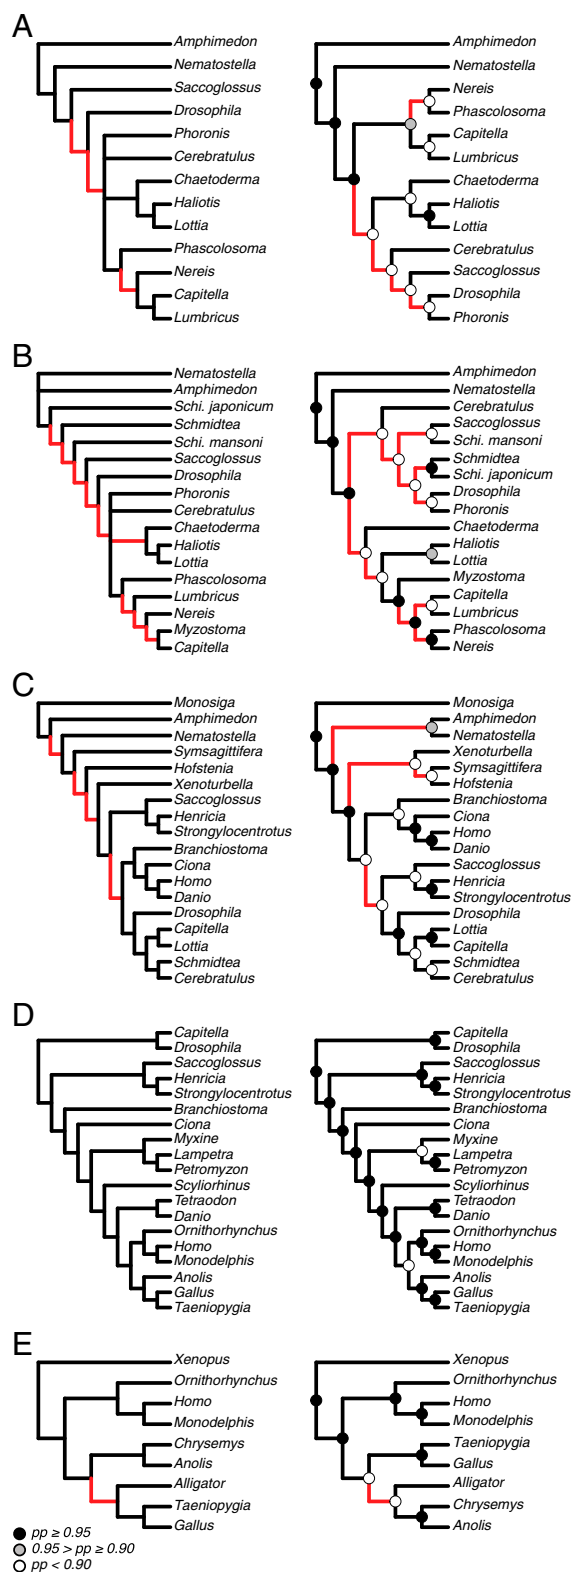 A
Amphimedon
Nematostella
Saccoglossus
Drosophila
Phoronis
Cerebratulus
Chaetoderma
Haliotis
Lottia
Phascolosoma
Nereis
Capitella
Lumbricus
Amphimedon
Nematostella
Nereis
Phascolosoma
Capitella
Lumbricus
Chaetoderma
Haliotis
Lottia
Cerebratulus
Saccoglossus
Drosophila
Phoronis
B
Nematostella
Amphimedon
Schi. japonicum
Schmidtea
Schi. mansoni
Saccoglossus
Drosophila
Phoronis
Cerebratulus
Chaetoderma
Haliotis
Lottia
Phascolosoma
Lumbricus
Nereis
Myzostoma
Capitella
Amphimedon
Nematostella
Cerebratulus
Saccoglossus
Schi. mansoni
Schmidtea
Schi. japonicum
Drosophila
Phoronis
Chaetoderma
Haliotis
Lottia
Myzostoma
Capitella
Lumbricus
Phascolosoma
Nereis
C
Monosiga
Amphimedon
Nematostella
Symsagittifera
Hofstenia
Xenoturbella
Saccoglossus
Henricia
Strongylocentrotus
Branchiostoma
Ciona
Homo
Danio
Drosophila
Capitella
Lottia
Schmidtea
Cerebratulus
Monosiga
Amphimedon
Nematostella
Xenoturbella
Symsagittifera
Hofstenia
Branchiostoma
Ciona
Homo
Danio
Saccoglossus
Henricia
Strongylocentrotus
Drosophila
Lottia
Capitella
Schmidtea
Cerebratulus
D
Capitella
Drosophila
Saccoglossus
Henricia
Strongylocentrotus
Branchiostoma
Ciona
Myxine
Lampetra
Petromyzon
Scyliorhinus
Tetraodon
Danio
Ornithorhynchus
Homo
Monodelphis
Anolis
Gallus
Taeniopygia
Capitella
Drosophila
Saccoglossus
Henricia
Strongylocentrotus
Branchiostoma
Ciona
Myxine
Lampetra
Petromyzon
Scyliorhinus
Tetraodon
Danio
Ornithorhynchus
Homo
Monodelphis
Anolis
Gallus
Taeniopygia
E
Xenopus
Ornithorhynchus
Homo
Monodelphis
Chrysemys
Anolis
Alligator
Taeniopygia
Gallus
Xenopus
Ornithorhynchus
Homo
Monodelphis
Taeniopygia
Gallus
Alligator
Chrysemys
Anolis
pp ≥ 0.95
0.95 > pp ≥ 0.90
pp < 0.90